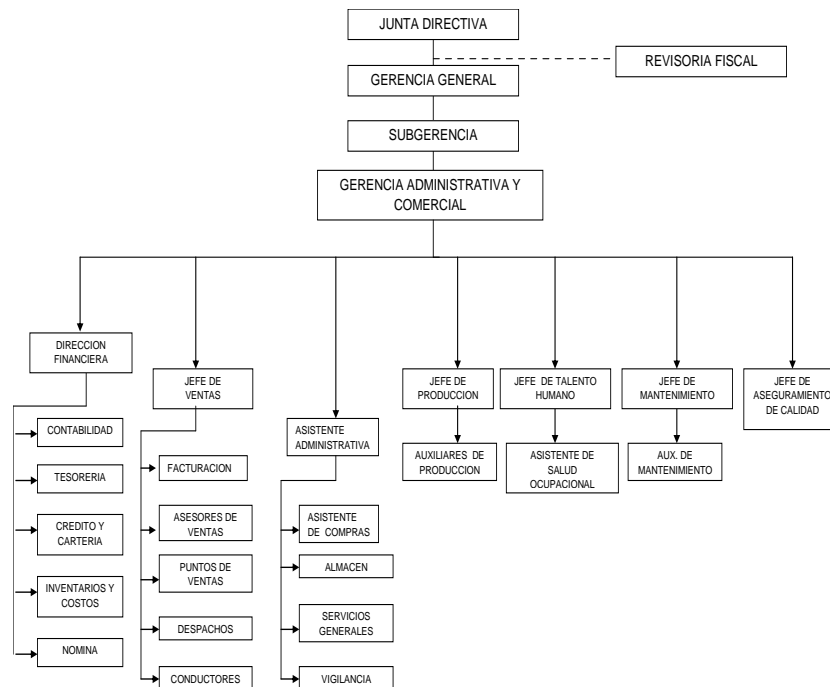 JUNTA DIRECTIVA
REVISORIA FISCAL
GERENCIA GENERAL
SUBGERENCIA
GERENCIA ADMINISTRATIVA Y
COMERCIAL
DIRECCION
FINANCIERA
JEFE DE
VENTAS
ASISTENTE
ADMINISTRATIVA
JEFE DE
PRODUCCION
JEFE DE TALENTO
HUMANO
JEFE DE
MANTENIMIENTO
JEFE DE
ASEGURAMIENTO
DE CALIDAD
CONTABILIDAD
TESORERIA
CREDITO Y
CARTERIA
INVENTARIOS Y
COSTOS
NOMINA
FACTURACION
ASESORES DE
VENTAS
PUNTOS DE
VENTAS
DESPACHOS
CONDUCTORES
ASISTENTE
DE COMPRAS
ALMACEN
SERVICIOS
GENERALES
VIGILANCIA
AUXILIARES DE
PRODUCCION
ASISTENTE DE
SALUD
OCUPACIONAL
AUX. DE
MANTENIMIENTO